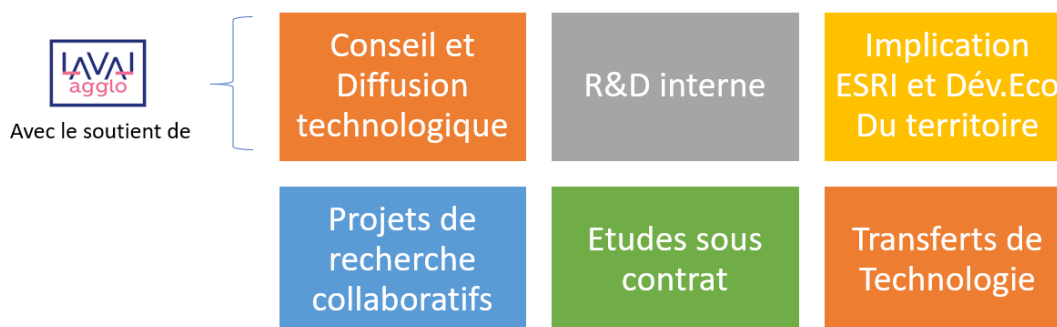 LAVAL
agglo
Avec le soutient de
Conseil et
Diffusion
technologique
R&D interne
Implication
ESRI et Dév.Eco
Du territoire
Projets de
recherche
collaboratifs
Etudes sous
contrat
Transferts de
Technologie